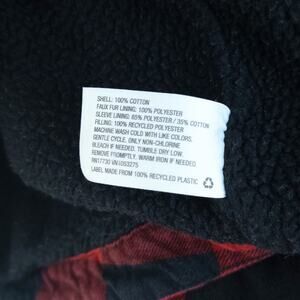 SHELL: 100% COTTON
FAUX FUR LINING: 100% POLYESTER
SLEEVE LINING: 65% POLYESTER / 35% COTTON
FILLING: 100% RECYCLED POLYESTER
MACHINE WASH COLD WITH LIKE COLORS,
GENTLE CYCLE. ONLY NON-CHLORINE
BLEACH IF NEEDED. TUMBLE DRY LOW.
REMOVE PROMPTLY. WARM IRON IF NEEDED.
RN17730 VN1053275
LABEL MADE FROM 100% RECYCLED PLASTIC